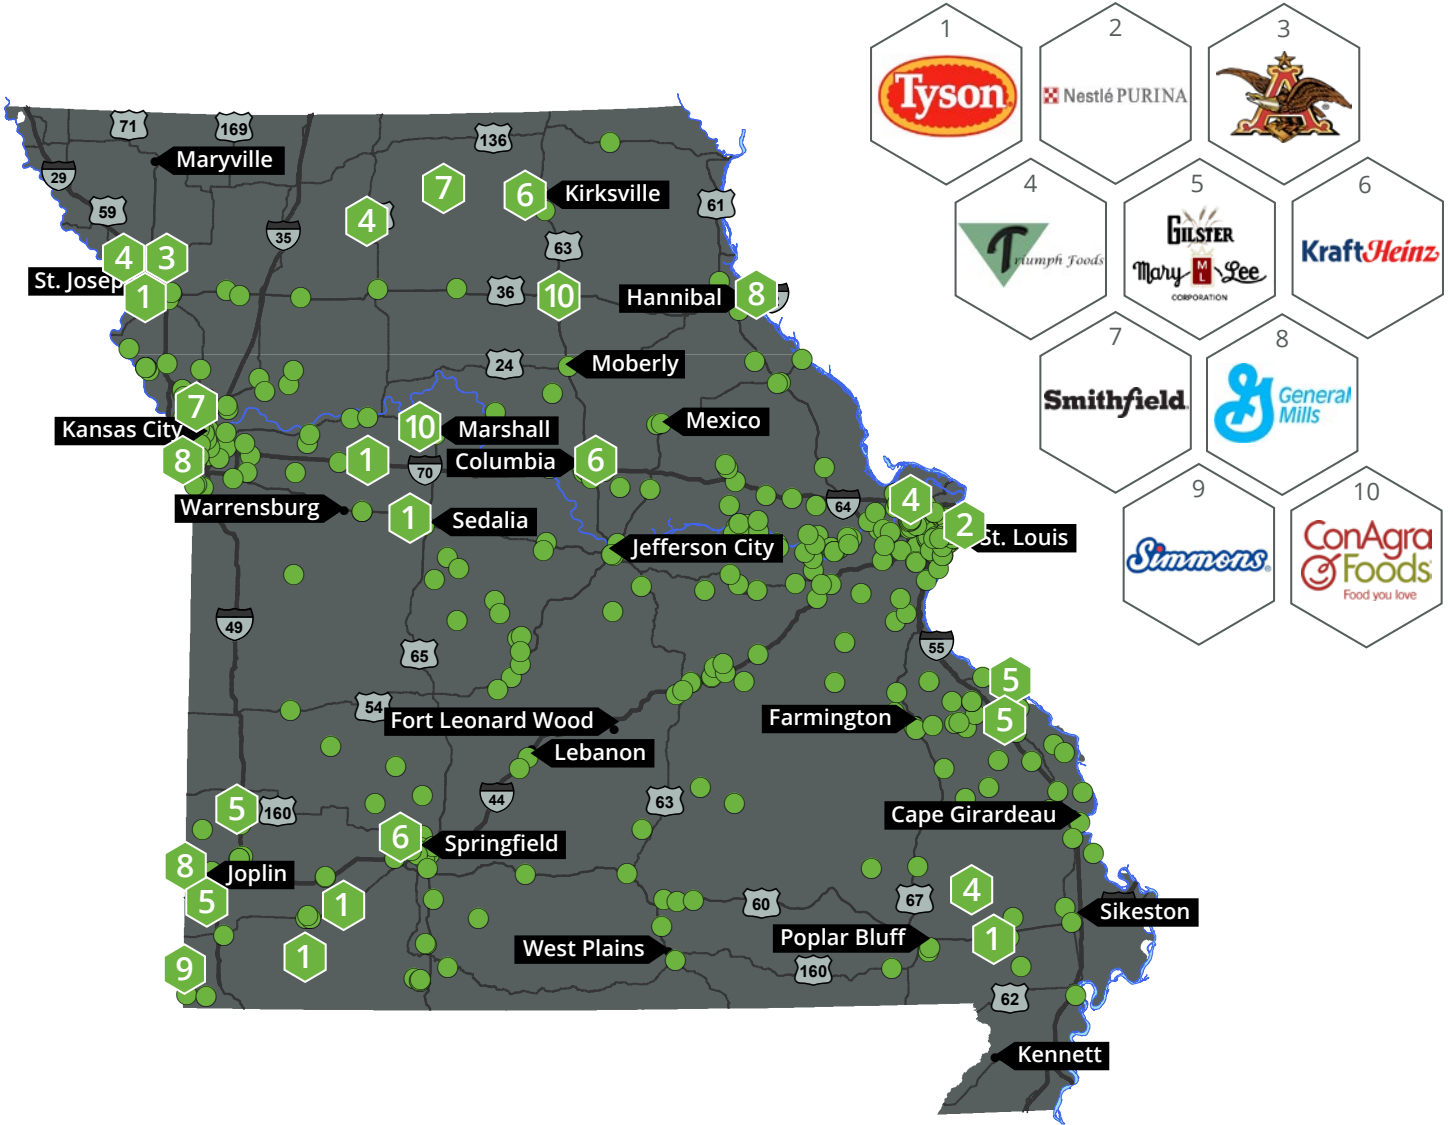 1
Tyson
2
Nestlé PURINA
3
A
4
Triumph Foods
5
GILSTER
Mary Lee
M
L
CORPORATION
6
KraftHeinz
7
Smithfield
8
G
General
Mills
9
Simmons
10
ConAgra
Foods
Food you love
71
169
136
Maryville
29
59
7
6
Kirksville
61
4
35
63
4
3
St. Josep
1
36
10
Hannibal
8
24
Moberly
7
Kansas City
10
Marshall
Mexico
8
1
70
Columbia
6
Warrensburg
1
Sedalia
64
4
2
St. Louis
Jefferson City
49
65
55
5
54
Fort Leonard Wood
Farmington
5
Lebanon
5
160
44
63
Cape Girardeau
6
Springfield
8
Joplin
5
1
60
67
4
Sikeston
9
1
West Plains
Poplar Bluff
1
160
62
Kennett